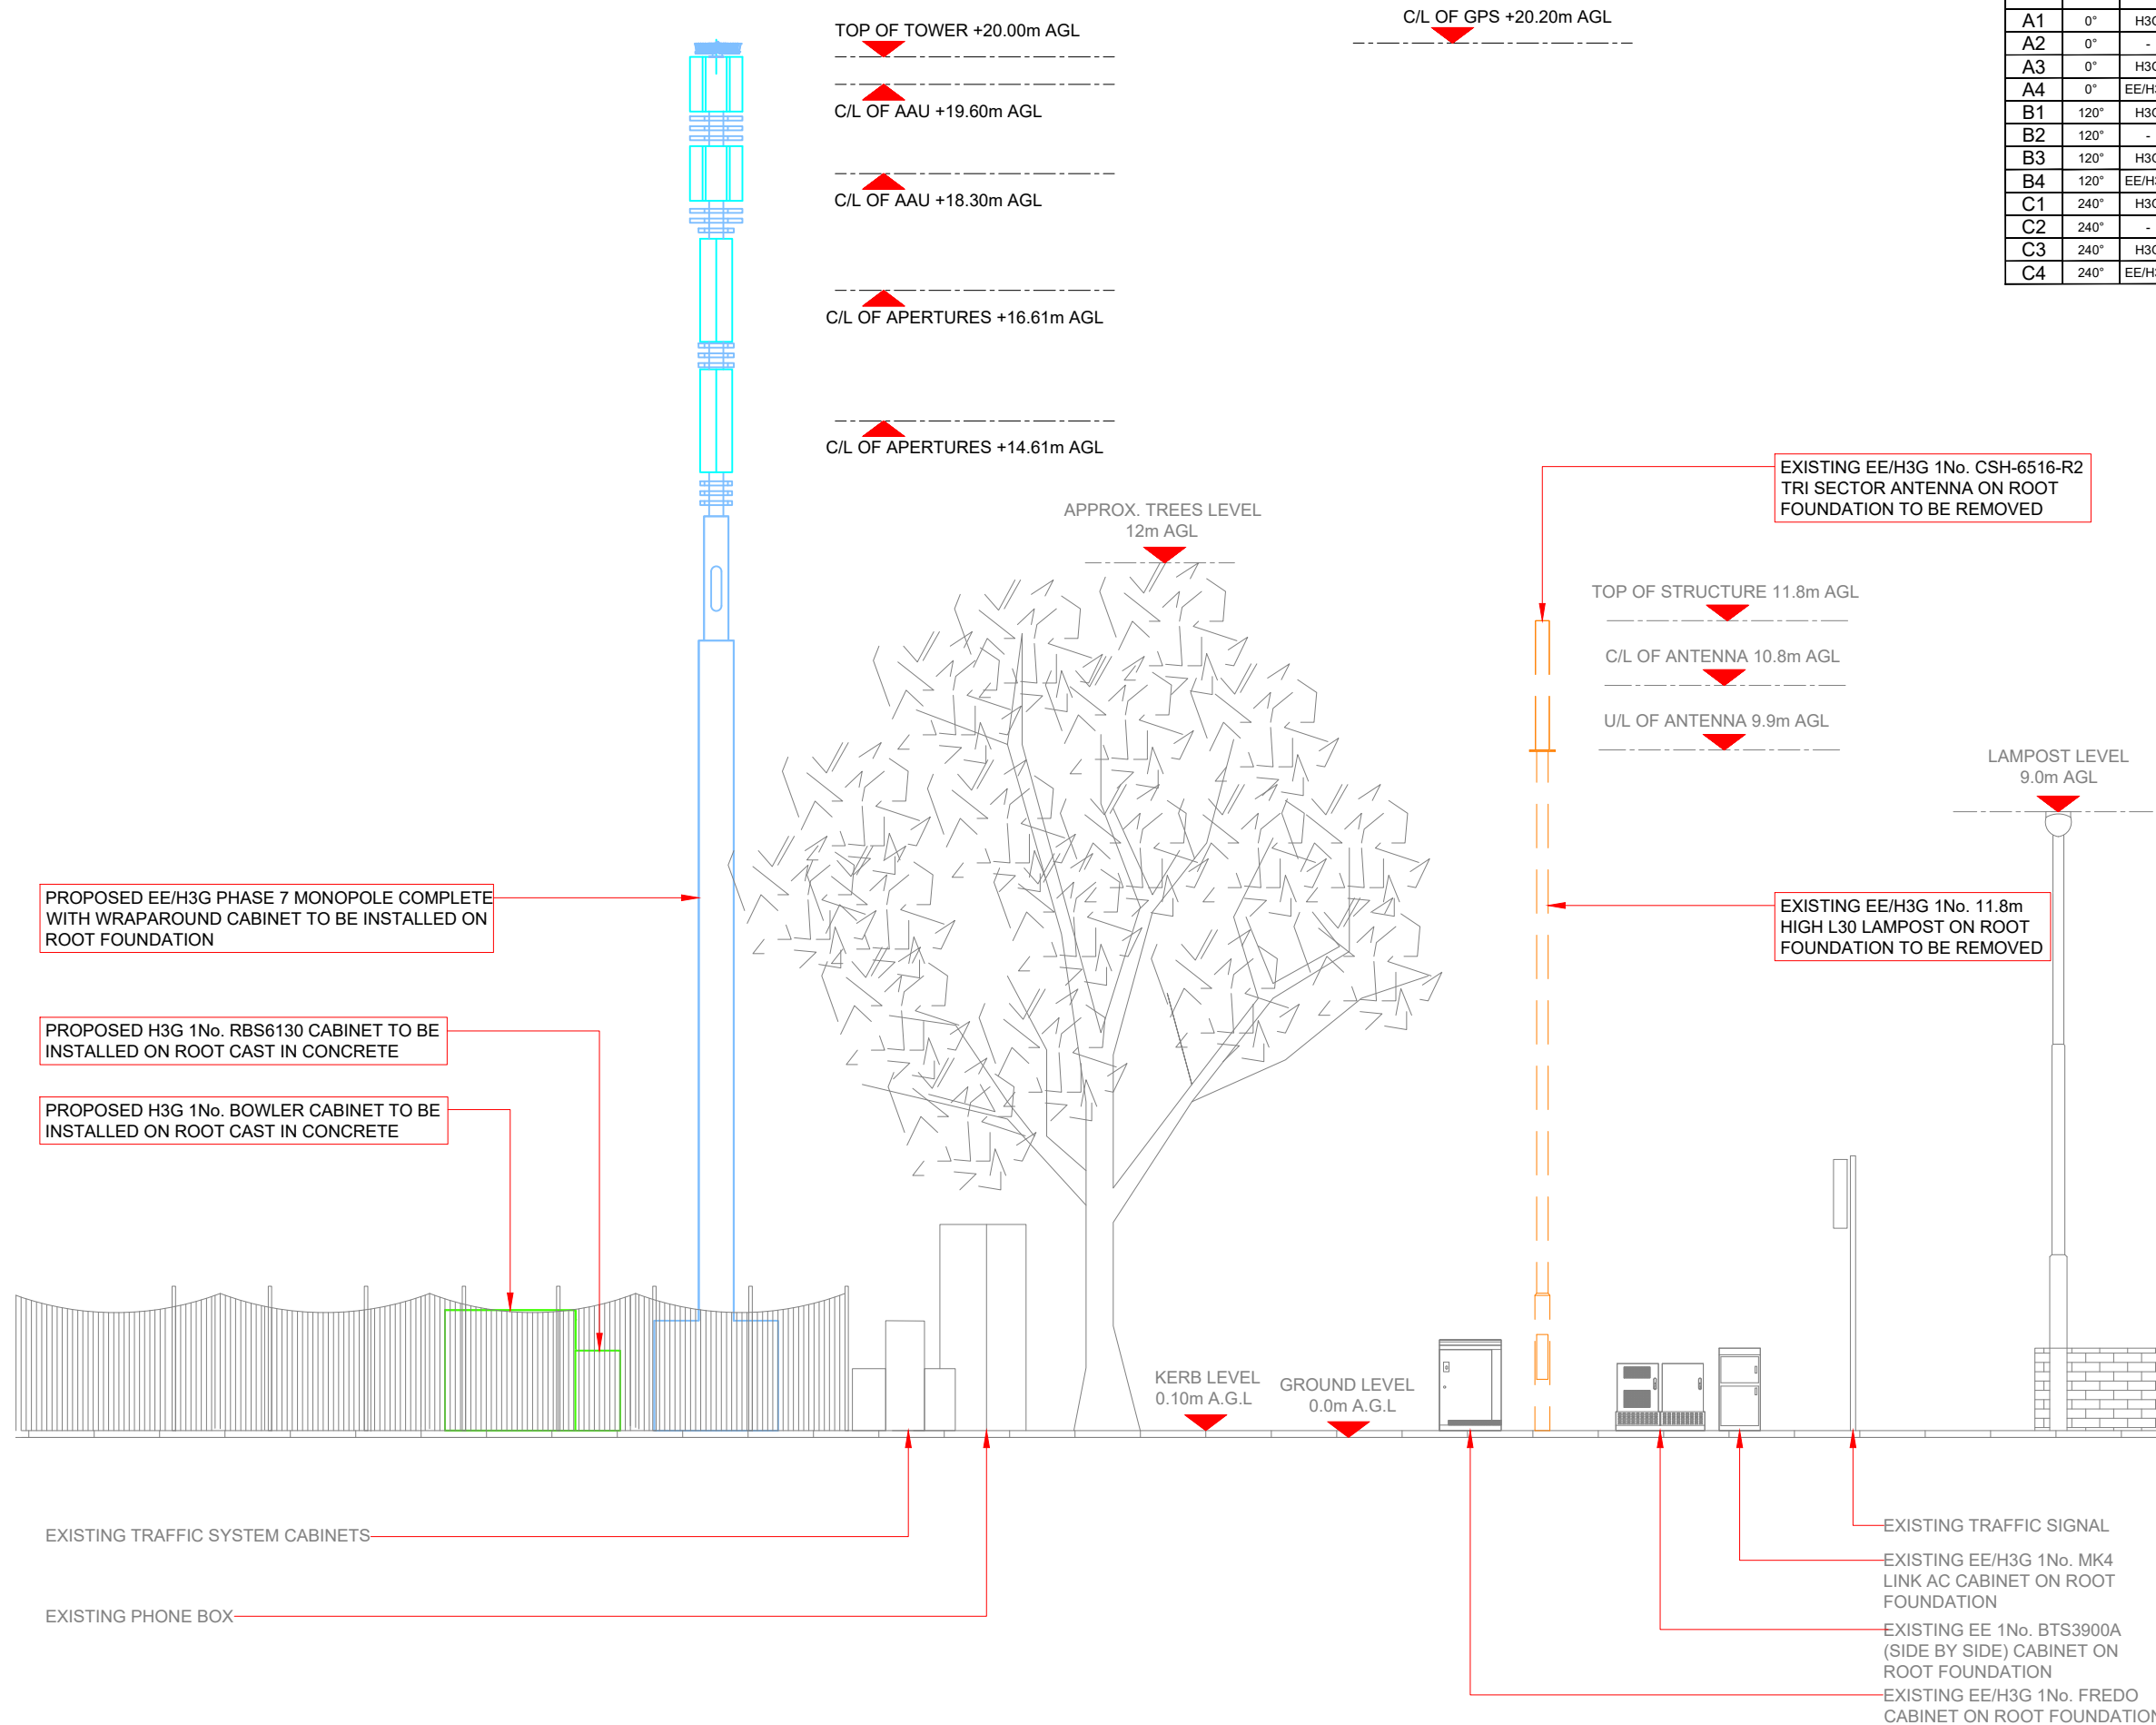 TOP OF TOWER +20.00m AGL
C/L OF AAU +19.60m AGL
C/L OF AAU +18.30m AGL
C/L OF APERTURES +16.61m AGL
C/L OF APERTURES +14.61m AGL
C/L OF GPS +20.20m AGL
A1 0°
A2 0° -
A3 0°
A4 0°
B1 120°
B2 120° -
B3 120°
B4 120°
C1 240°
C2 240° -
C3 240°
C4 240°
APPROX. TREES LEVEL
12m AGL
EXISTING EE/H3G 1No. CSH-6516-R2
TRI SECTOR ANTENNA ON ROOT
FOUNDATION TO BE REMOVED
TOP OF STRUCTURE 11.8m AGL
C/L OF ANTENNA 10.8m AGL
U/L OF ANTENNA 9.9m AGL
LAMPOST LEVEL
9.0m AGL
PROPOSED EE/H3G PHASE 7 MONOPOLE COMPLETE
WITH WRAPAROUND CABINET TO BE INSTALLED ON
ROOT FOUNDATION
EXISTING EE/H3G 1No. 11.8m
HIGH L30 LAMPOST ON ROOT
FOUNDATION TO BE REMOVED
PROPOSED H3G 1No. RBS6130 CABINET TO BE
INSTALLED ON ROOT CAST IN CONCRETE
PROPOSED H3G 1No. BOWLER CABINET TO BE
INSTALLED ON ROOT CAST IN CONCRETE
KERB LEVEL
0.10m A.G.L
GROUND LEVEL
0.0m A.G.L
EXISTING TRAFFIC SYSTEM CABINETS
EXISTING PHONE BOX
EXISTING TRAFFIC SIGNAL
EXISTING EE/H3G 1No. MK4
LINK AC CABINET ON ROOT
FOUNDATION
EXISTING EE 1No. BTS3900A
(SIDE BY SIDE) CABINET ON
ROOT FOUNDATION
EXISTING EE/H3G 1No. FREDO
CABINET ON ROOT FOUNDATION